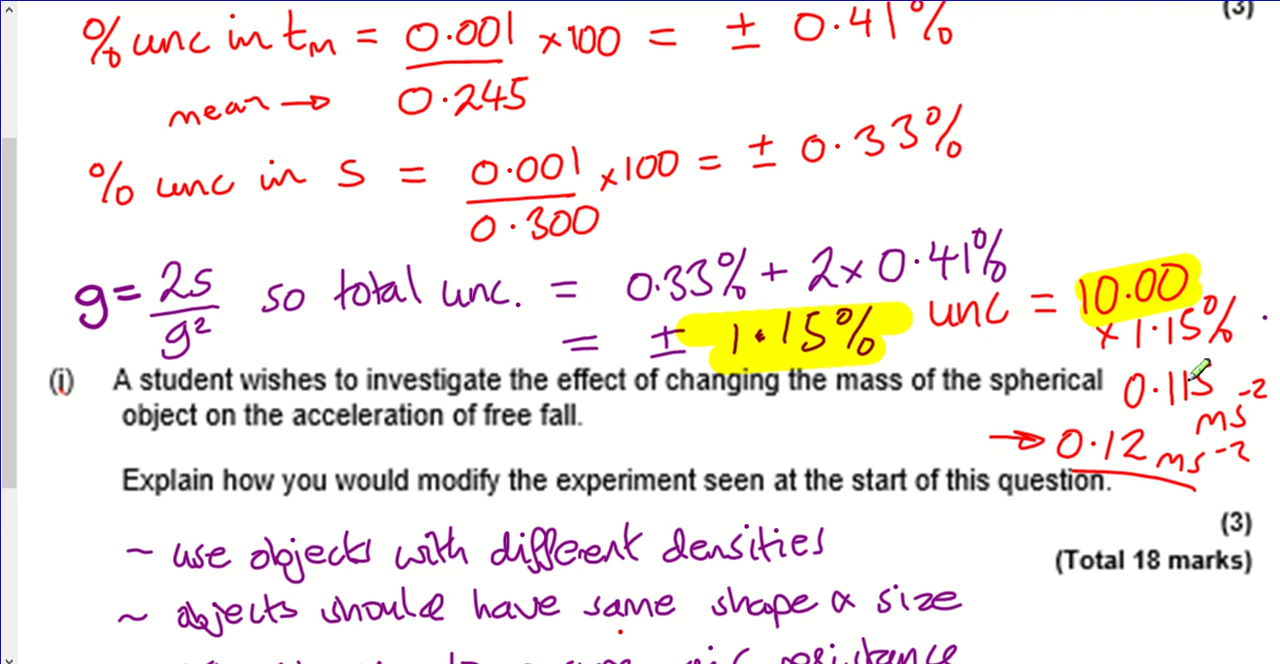 (3)
% unc in tM = 0.001 x100 = ± 0.41%
mean → 0.245
% unc in s = 0.001 x100 = ± 0.33%
0.300
g = 2s so total unc. = 0.33% + 2 x 0.41%
g²
= ± 1.15%
unc = 10.00
x 1.15%
0.115 ms⁻²
→ 0.12 ms⁻²
(i) A student wishes to investigate the effect of changing the mass of the spherical
object on the acceleration of free fall.
Explain how you would modify the experiment seen at the start of this question.
(3)
(Total 18 marks)
~ use objects with different densities
~ objects should have same shape & size
air resistance